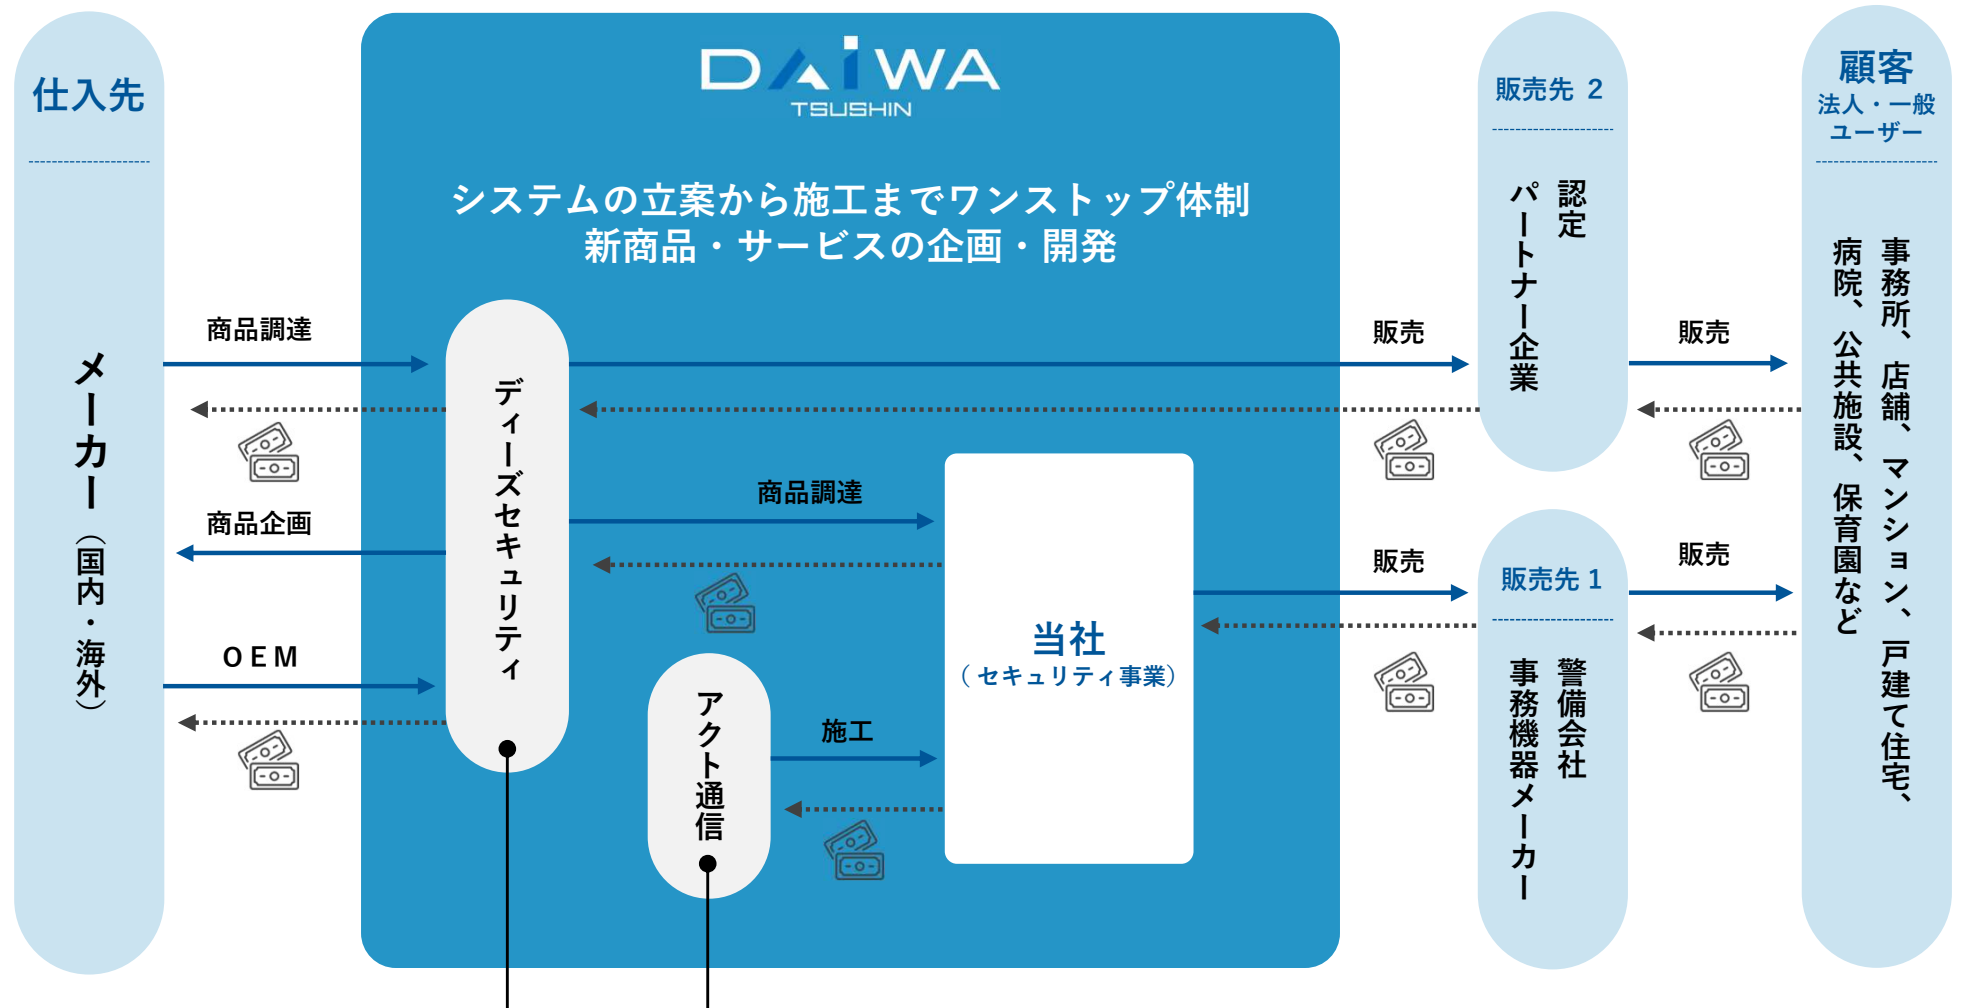 仕入先
メーカー（国内・海外）
商品調達
商品企画
OEM
DAiWA
TSUSHIN
システムの立案から施工までワンストップ体制
新商品・サービスの企画・開発
ディーズセキュリティ
商品調達
アクト通信
施工
当社
（セキュリティ事業）
販売
販売
販売先 2
認定
パートナー企業
販売
販売
販売先 1
警備会社
事務機器メーカー
顧客
法人・一般
ユーザー
事務所、店舗、マンション、戸建て住宅、
病院、公共施設、保育園など